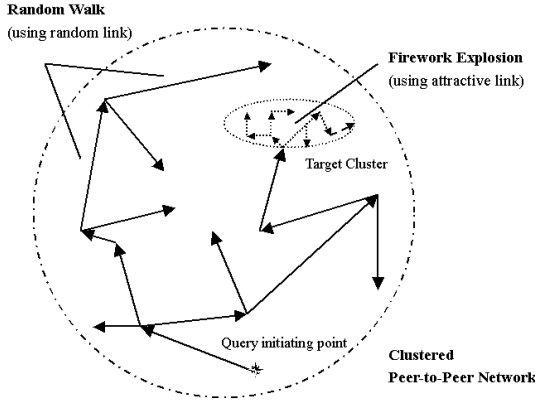 Random Walk
(using random link)
Firework Explosion
(using attractive link)
Target Cluster
Query initiating point
Clustered
Peer-to-Peer Network